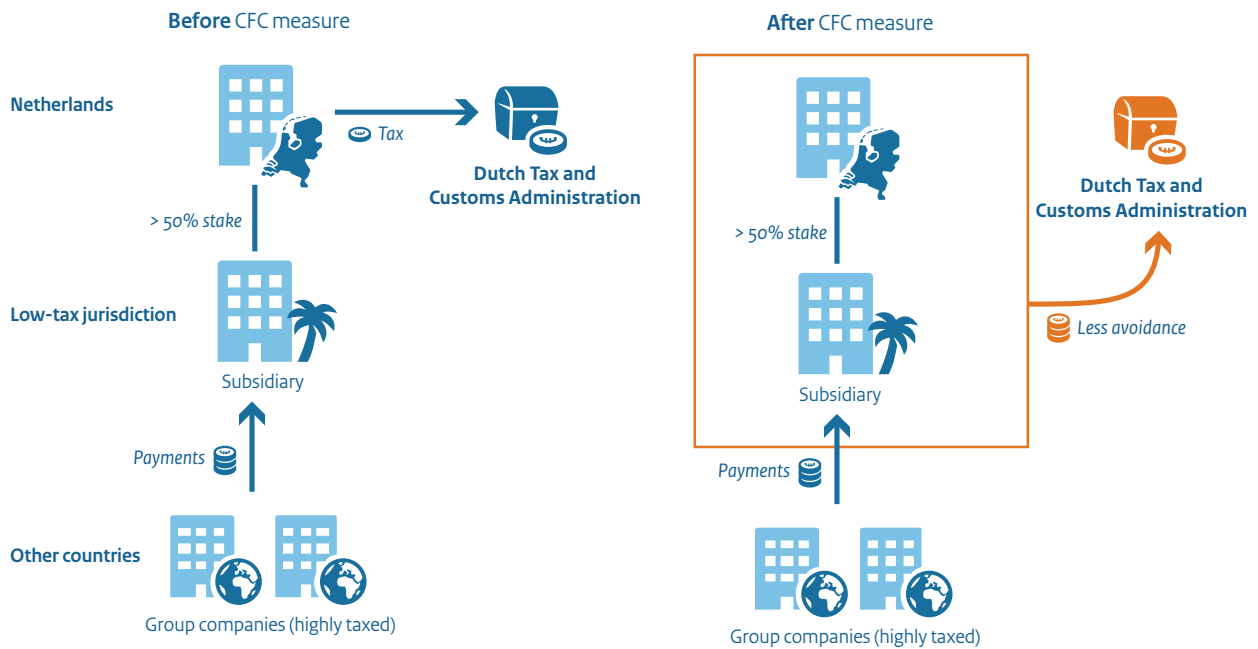 Before CFC measure
After CFC measure
Netherlands
Tax
Dutch Tax and
Customs Administration
> 50% stake
Low-tax jurisdiction
Subsidiary
Payments
Other countries
Group companies (highly taxed)
> 50% stake
Dutch Tax and
Customs Administration
Less avoidance
Subsidiary
Payments
Group companies (highly taxed)